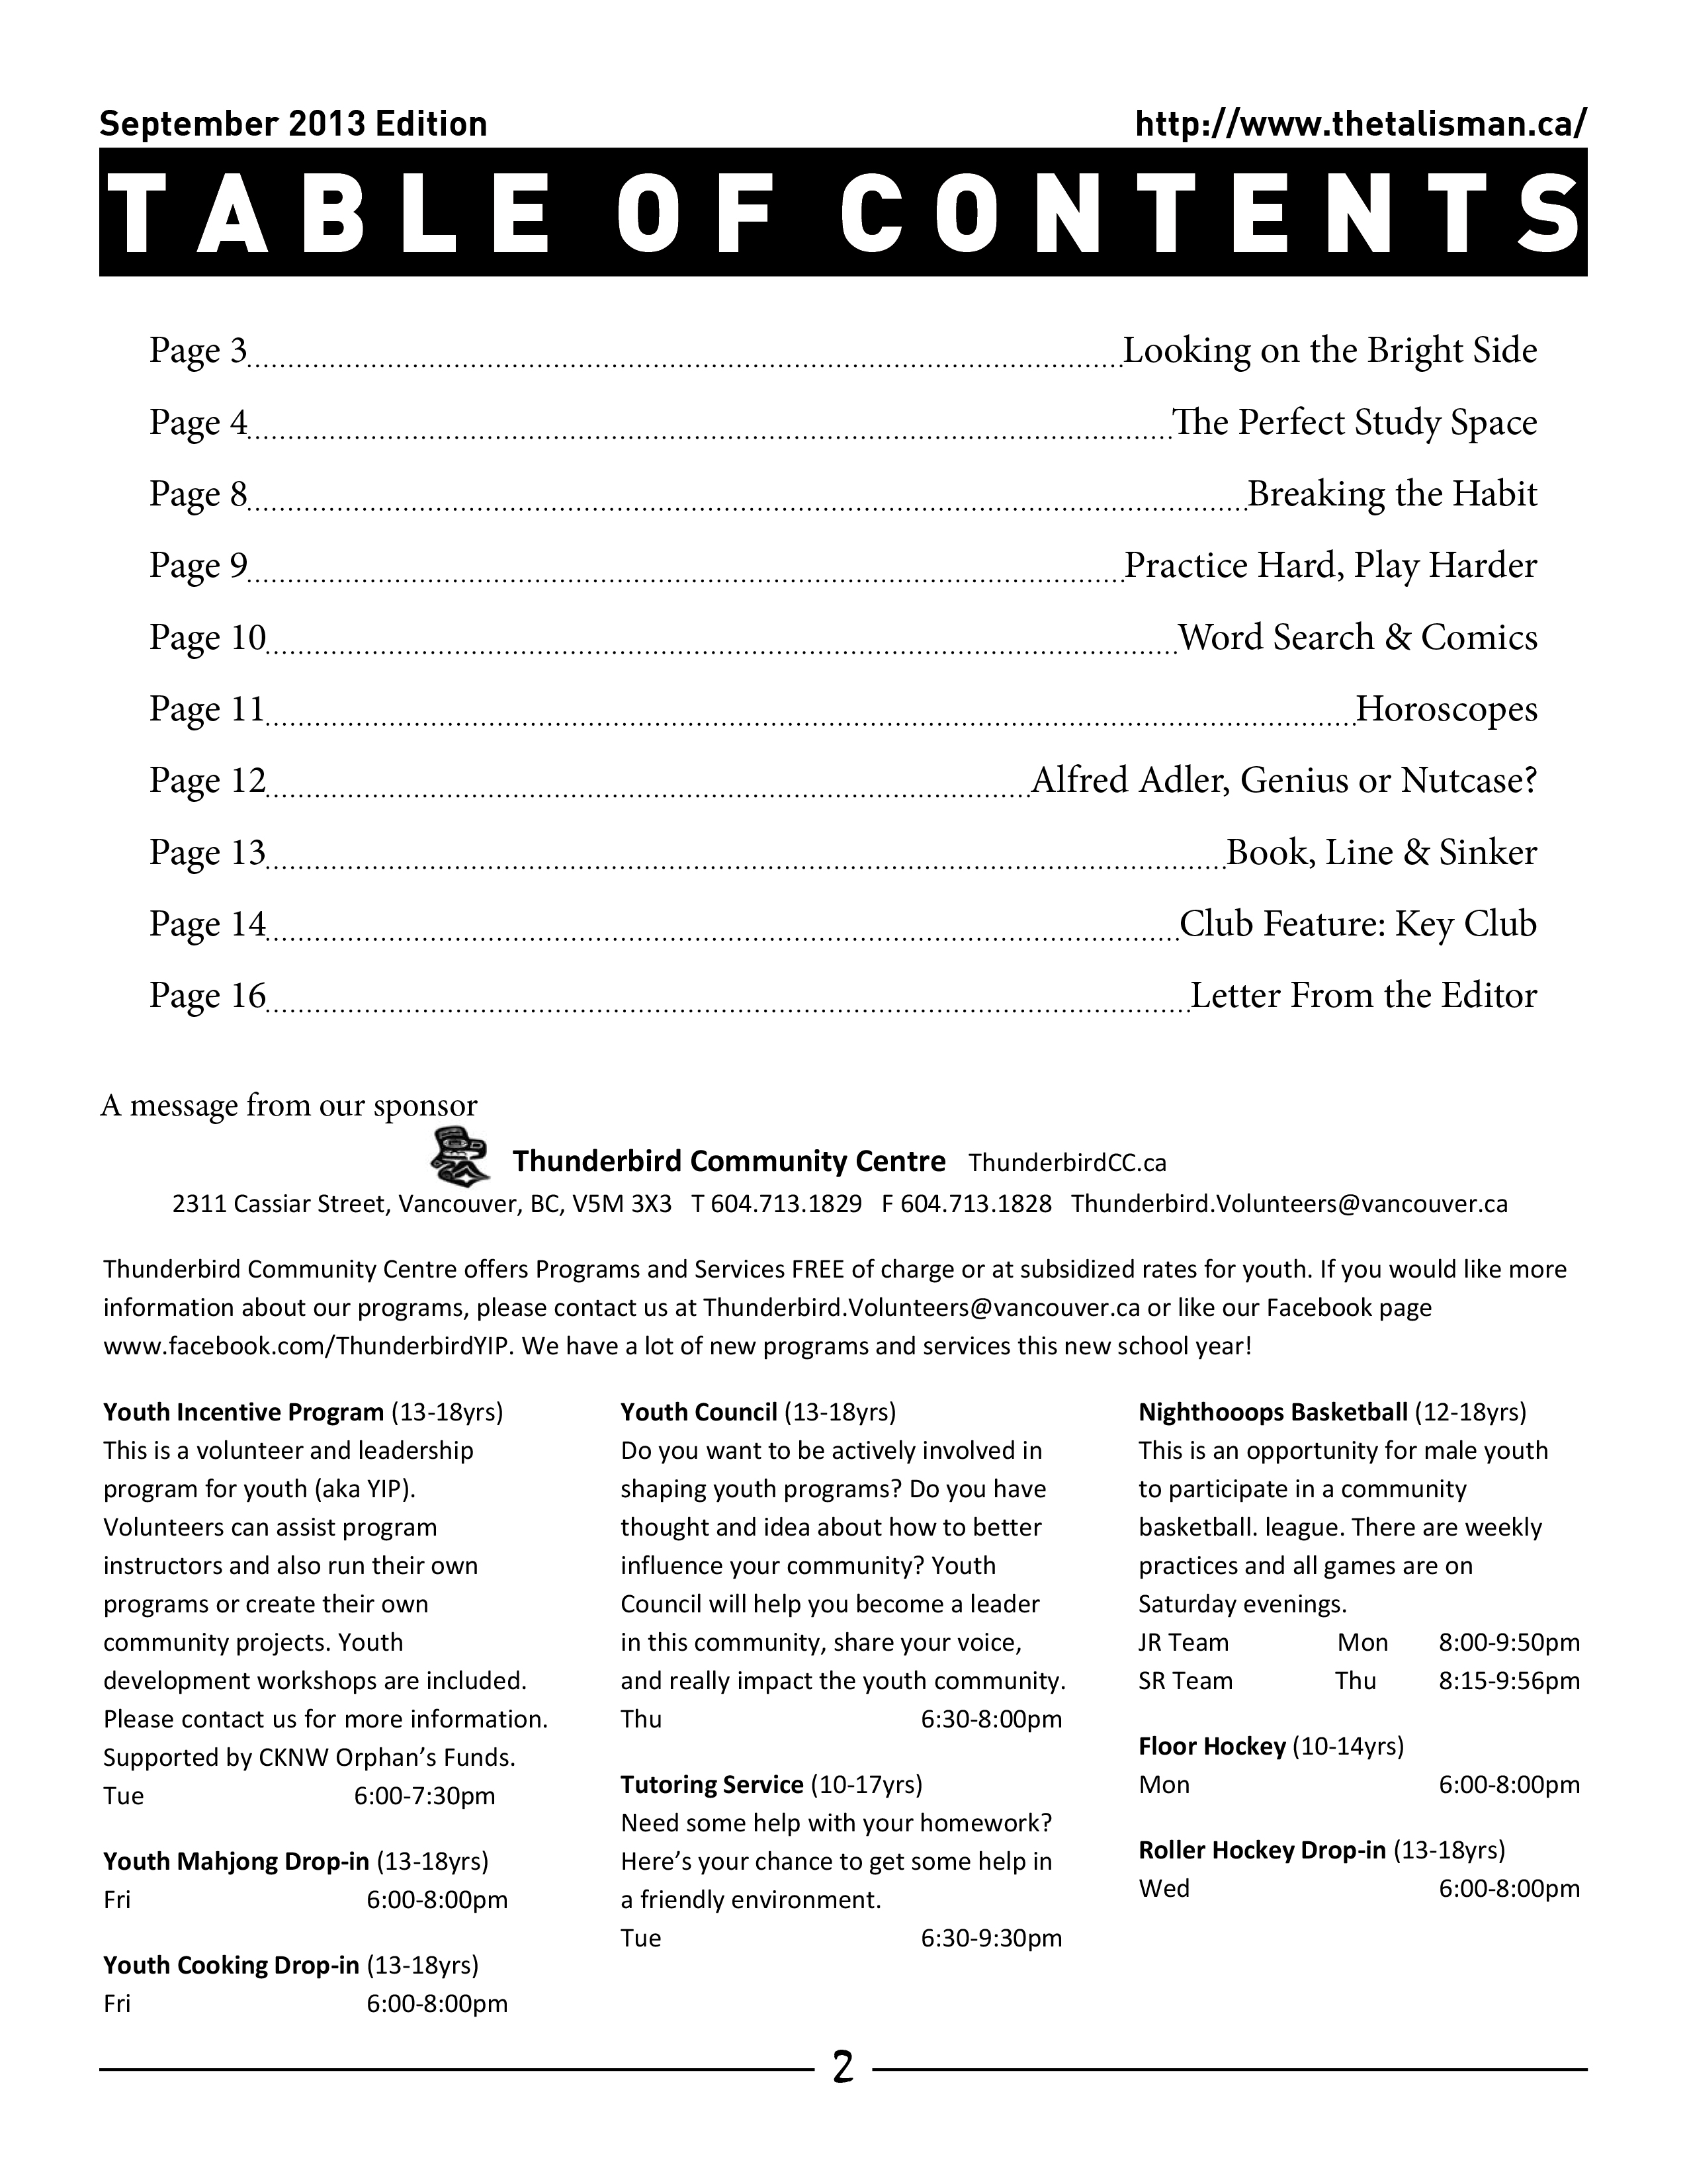 September 2013 Edition
http://www.thetalisman.ca/
TABLE OF CONTENTS
Page 3 Looking on the Bright Side
Page 4 The Perfect Study Space
Page 8 Breaking the Habit
Page 9 Practice Hard, Play Harder
Page 10 Word Search & Comics
Page 11 Horoscopes
Page 12 Alfred Adler, Genius or Nutcase?
Page 13 Book, Line & Sinker
Page 14 Club Feature: Key Club
Page 16 Letter From the Editor
A message from our sponsor
Thunderbird Community Centre ThunderbirdCC.ca
2311 Cassiar Street, Vancouver, BC, V5M 3X3 T 604.713.1829 F 604.713.1828 Thunderbird.Volunteers@vancouver.ca
Thunderbird Community Centre offers Programs and Services FREE of charge or at subsidized rates for youth. If you would like more
information about our programs, please contact us at Thunderbird.Volunteers@vancouver.ca or like our Facebook page
www.facebook.com/ThunderbirdYIP. We have a lot of new programs and services this new school year!
Youth Incentive Program (13-18yrs)
This is a volunteer and leadership
program for youth (aka YIP).
Volunteers can assist program
instructors and also run their own
programs or create their own
community projects. Youth
development workshops are included.
Please contact us for more information.
Supported by CKNW Orphan’s Funds.
Tue 6:00-7:30pm
Youth Mahjong Drop-in (13-18yrs)
Fri 6:00-8:00pm
Youth Cooking Drop-in (13-18yrs)
Fri 6:00-8:00pm
Youth Council (13-18yrs)
Do you want to be actively involved in
shaping youth programs? Do you have
thought and idea about how to better
influence your community? Youth
Council will help you become a leader
in this community, share your voice,
and really impact the youth community.
Thu 6:30-8:00pm
Tutoring Service (10-17yrs)
Need some help with your homework?
Here’s your chance to get some help in
a friendly environment.
Tue 6:30-9:30pm
Nighthooops Basketball (12-18yrs)
This is an opportunity for male youth
to participate in a community
basketball. league. There are weekly
practices and all games are on
Saturday evenings.
JR Team Mon 8:00-9:50pm
SR Team Thu 8:15-9:56pm
Floor Hockey (10-14yrs)
Mon 6:00-8:00pm
Roller Hockey Drop-in (13-18yrs)
Wed 6:00-8:00pm
2